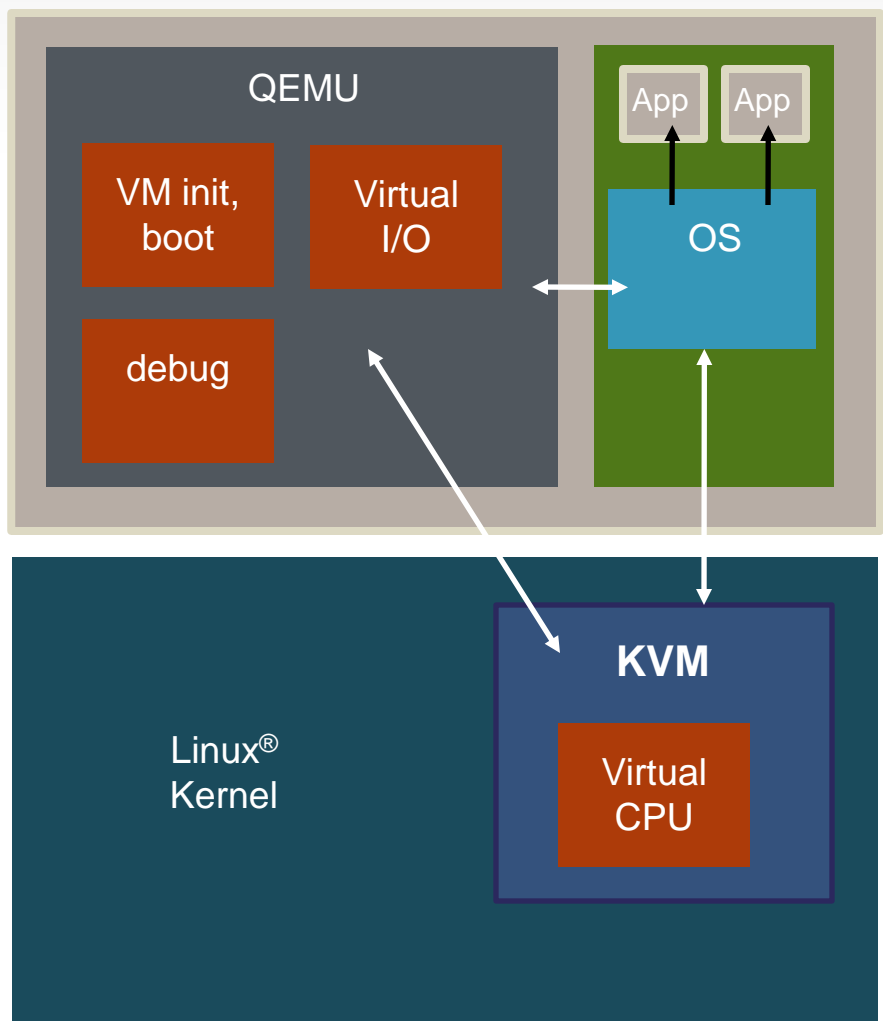 QEMU
VM init,
boot
Virtual
I/O
debug
App
App
OS
Linux®
Kernel
KVM
Virtual
CPU